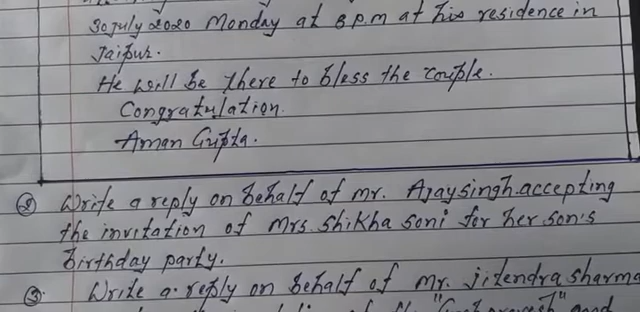 30 July 2020 Monday at 8 p.m at his residence in
Jaipur.
He will be there to bless the couple.
Congratulation.
Aman Gupta.
② Write a reply on behalf of mr. Ajaysingh accepting
the invitation of Mrs. Shikha soni for her son's
birthday party.
③ Write a reply on behalf of mr. jitendra sharma
of the